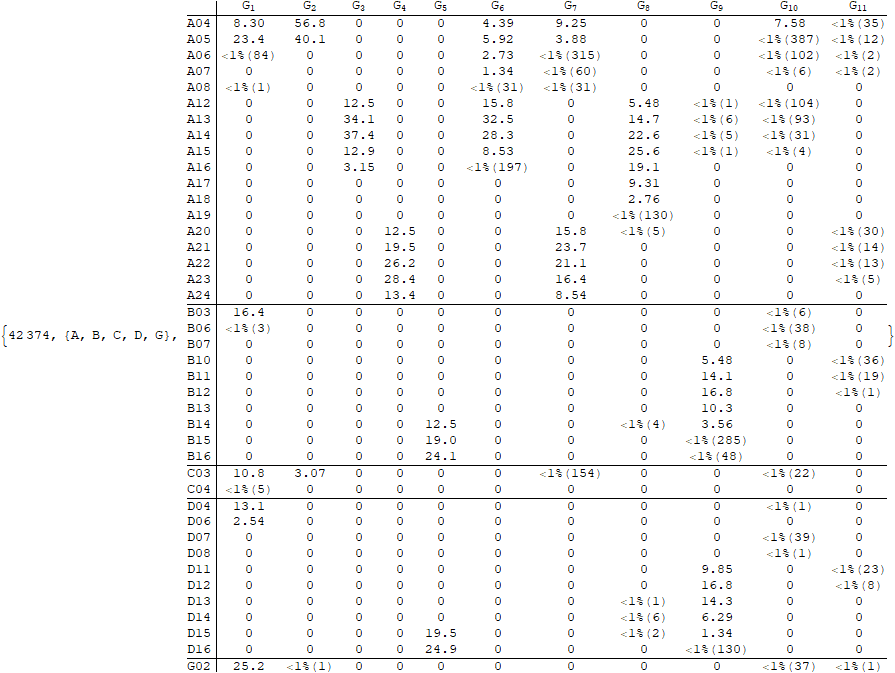 G₁ G₂ G₃ G₄ G₅ G₆ G₇ G₈ G₉ G₁₀ G₁₁
A04 8.30 56.8 0 0 0 4.39 9.25 0 0 7.58 <1%(35)
A05 23.4 40.1 0 0 0 5.92 3.88 0 0 <1%(387) <1%(12)
A06 <1%(84) 0 0 0 0 2.73 <1%(315) 0 0 <1%(102) <1%(2)
A07 0 0 0 0 0 1.34 <1%(60) 0 0 <1%(6) <1%(2)
A08 <1%(1) 0 0 0 0 <1%(31) <1%(31) 0 0 0 0
A12 0 0 12.5 0 0 15.8 0 5.48 <1%(1) <1%(104) 0
A13 0 0 34.1 0 0 32.5 0 14.7 <1%(6) <1%(93) 0
A14 0 0 37.4 0 0 28.3 0 22.6 <1%(5) <1%(31) 0
A15 0 0 12.9 0 0 8.53 0 25.6 <1%(1) <1%(4) 0
A16 0 0 3.15 0 0 <1%(197) 0 19.1 0 0 0
A17 0 0 0 0 0 0 0 9.31 0 0 0
A18 0 0 0 0 0 0 0 2.76 0 0 0
A19 0 0 0 0 0 0 0 <1%(130) 0 0 0
A20 0 0 0 12.5 0 0 15.8 <1%(5) 0 0 <1%(30)
A21 0 0 0 19.5 0 0 23.7 0 0 0 <1%(14)
A22 0 0 0 26.2 0 0 21.1 0 0 0 <1%(13)
A23 0 0 0 28.4 0 0 16.4 0 0 0 <1%(5)
A24 0 0 0 13.4 0 0 8.54 0 0 0 0
B03 16.4 0 0 0 0 0 0 0 0 <1%(6) 0
{42374, {A, B, C, D, G}, B06 <1%(3) 0 0 0 0 0 0 0 0 <1%(38) 0 }
B07 0 0 0 0 0 0 0 0 0 <1%(8) 0
B10 0 0 0 0 0 0 0 0 5.48 0 <1%(36)
B11 0 0 0 0 0 0 0 0 14.1 0 <1%(19)
B12 0 0 0 0 0 0 0 0 16.8 0 <1%(1)
B13 0 0 0 0 0 0 0 0 10.3 0 0
B14 0 0 0 0 12.5 0 0 <1%(4) 3.56 0 0
B15 0 0 0 0 19.0 0 0 0 <1%(285) 0 0
B16 0 0 0 0 24.1 0 0 0 <1%(48) 0 0
C03 10.8 3.07 0 0 0 0 <1%(154) 0 0 <1%(22) 0
C04 <1%(5) 0 0 0 0 0 0 0 0 0 0
D04 13.1 0 0 0 0 0 0 0 0 <1%(1) 0
D06 2.54 0 0 0 0 0 0 0 0 0 0
D07 0 0 0 0 0 0 0 0 0 <1%(39) 0
D08 0 0 0 0 0 0 0 0 0 <1%(1) 0
D11 0 0 0 0 0 0 0 0 9.85 0 <1%(23)
D12 0 0 0 0 0 0 0 0 16.8 0 <1%(8)
D13 0 0 0 0 0 0 0 <1%(1) 14.3 0 0
D14 0 0 0 0 0 0 0 <1%(6) 6.29 0 0
D15 0 0 0 0 19.5 0 0 <1%(2) 1.34 0 0
D16 0 0 0 0 24.9 0 0 0 <1%(130) 0 0
G02 25.2 <1%(1) 0 0 0 0 0 0 0 <1%(37) <1%(1)